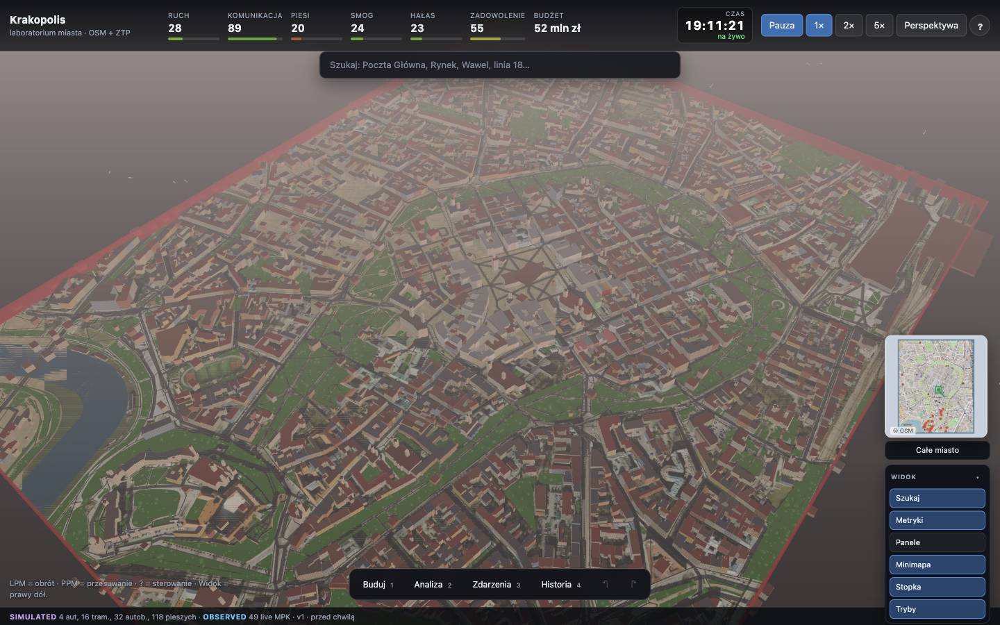 Krakopolis
laboratorium miasta · OSM + ZTP
RUCH
28
KOMUNIKACJA
89
PIESI
20
SMOG
24
HAŁAS
23
ZADOWOLENIE
55
BUDŻET
52 mln zł
CZAS
19:11:21
na żywo
Pauza
1×
2×
5×
Perspektywa
?
Szukaj: Poczta Główna, Rynek, Wawel, linia 18...
© OSM
Całe miasto
WIDOK
Szukaj
Metryki
Panele
Minimapa
Stopka
Tryby
LPM = obrót · PPM = przesuwanie · ? = sterowanie · Widok =
prawy dół.
Buduj 1
Analiza 2
Zdarzenia 3
Historia 4
SIMULATED 4 aut, 16 tram., 32 autob., 118 pieszych · OBSERVED 49 live MPK · v1 · przed chwilą